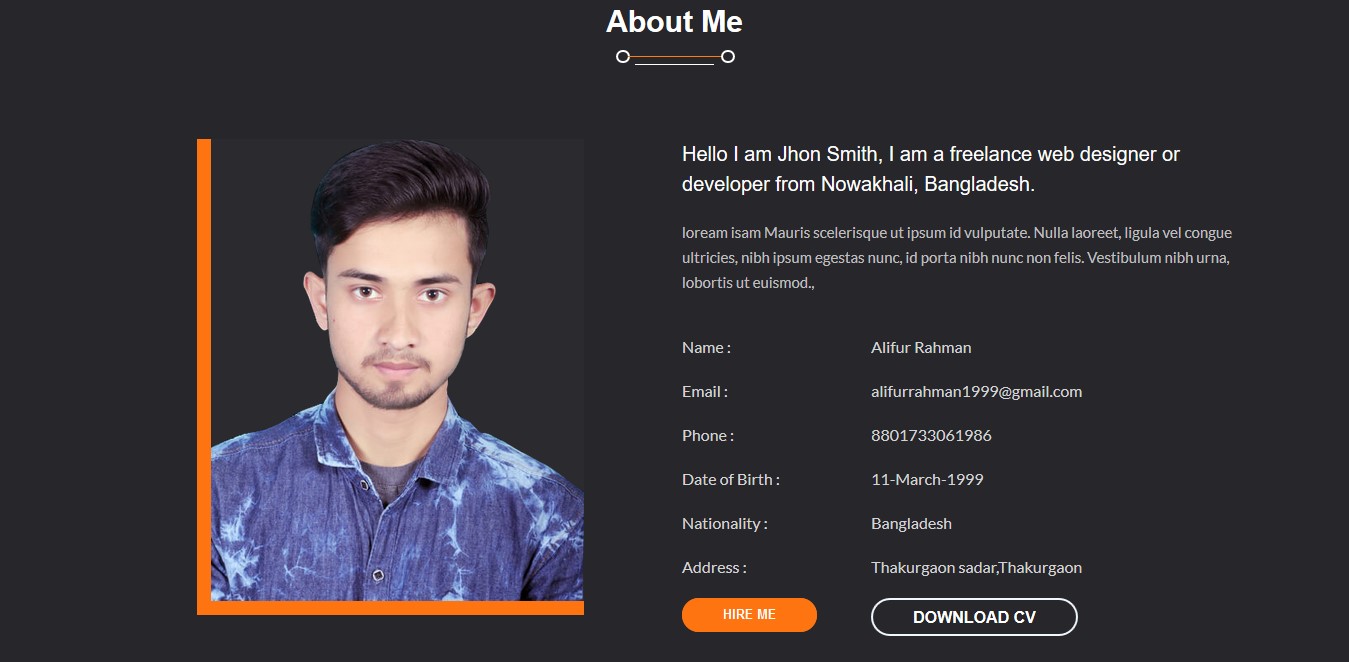 About Me
Hello I am Jhon Smith, I am a freelance web designer or
developer from Nowakhali, Bangladesh.
loream isam Mauris scelerisque ut ipsum id vulputate. Nulla laoreet, ligula vel congue
ultricies, nibh ipsum egestas nunc, id porta nibh nunc non felis. Vestibulum nibh urna,
lobortis ut euismod.,
Name : Alifur Rahman
Email : alifurrahman1999@gmail.com
Phone : 8801733061986
Date of Birth : 11-March-1999
Nationality : Bangladesh
Address : Thakurgaon sadar,Thakurgaon
HIRE ME DOWNLOAD CV